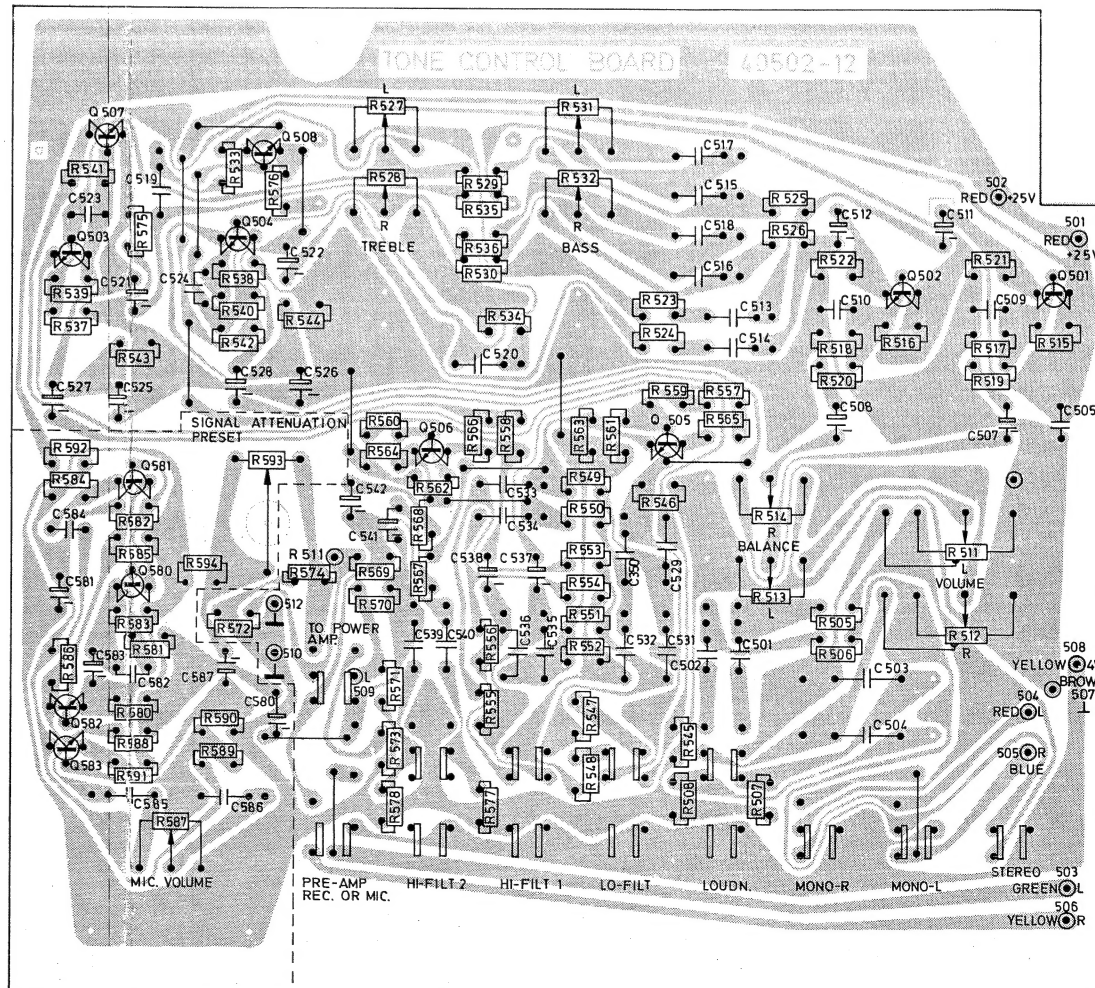 TONE CONTROL BOARD 40502-12
L
L
R527
R531
Q507
Q508
C517
R533
R541
C519
R576
R528
R532
R529
C515
502
RED +25V
C523
R575
R535
R525
C512
C511
R
R
501
Q504
TREBLE
BASS
C518
R526
RED
+25V
Q503
R536
C522
R522
R521
C521
C524
R538
R530
C516
Q502
Q501
R539
R523
R540
R544
C513
C510
C509
R537
R534
R524
R542
R516
R515
R543
C514
R518
R517
C520
C528
C526
R520
R519
C527
C525
R559
R557
SIGNAL ATTENUATION
PRESET
R560
Q506
R566
R558
R563
R561
Q505
R565
C508
C507
C505
R592
R593
R564
R584
Q581
C542
R562
C533
R549
R546
C584
R582
C541
R568
C534
R550
R514
R
R585
R511
C538
C537
R553
C350
C529
BALANCE
R511
L
R594
R574
R569
R567
R554
VOLUME
C581
Q580
R570
R513
L
512
R551
R583
R572
TO POWER
AMP.
C539
C540
R556
C536
C535
R505
R512
R
R586
R581
510
R552
C532
C531
C502
C501
R506
508
C583
C582
C587
L
509
R571
C503
YELLOW
BROW
507
Q582
R580
C580
R555
R547
504
RED L
R590
R588
R573
R545
C504
Q583
R589
505 R
BLUE
R591
R548
C585
C586
R578
R577
R508
R507
R587
MIC. VOLUME
PRE-AMP
REC. OR MIC.
HI-FILT 2
HI-FILT 1
LO-FILT
LOUDN.
MONO-R
MONO-L
STEREO
503
GREEN L
506
YELLOW R